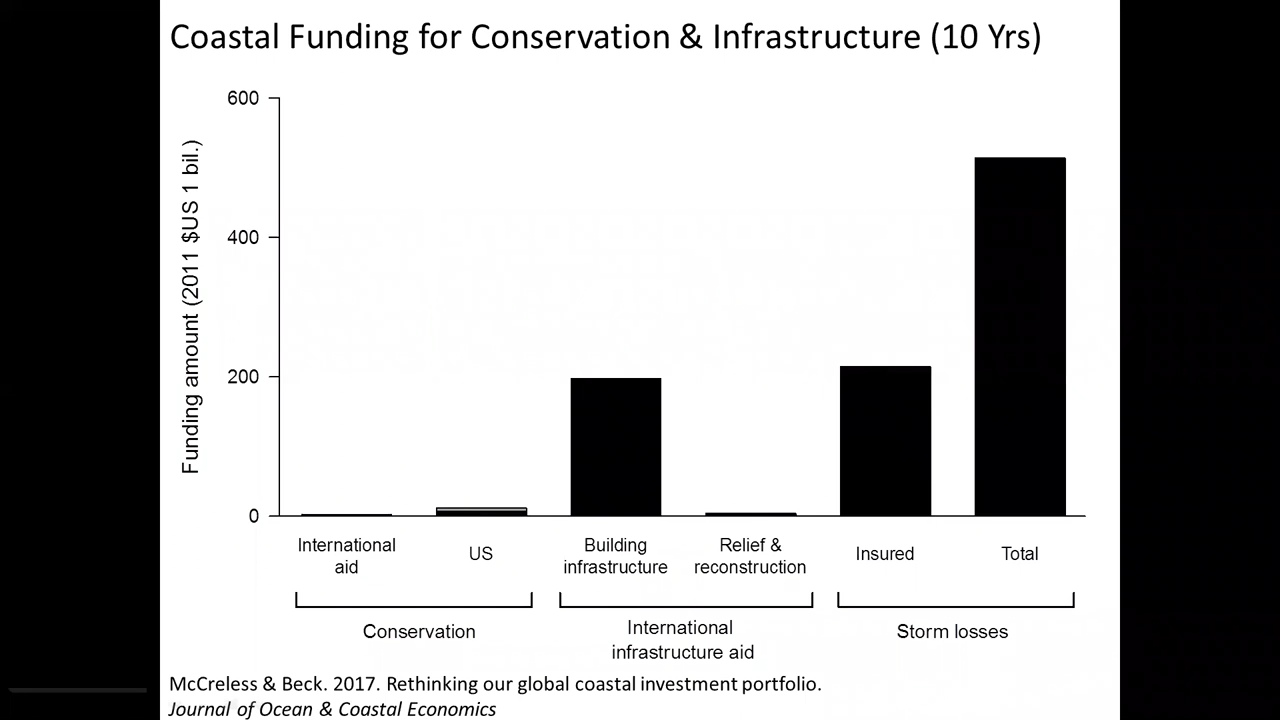 Coastal Funding for Conservation & Infrastructure (10 Yrs)
Funding amount (2011 $US 1 bil.)
600
400
200
0
International
aid
US
Building
infrastructure
Relief &
reconstruction
Insured
Total
Conservation
International
infrastructure aid
Storm losses
McCreless & Beck. 2017. Rethinking our global coastal investment portfolio.
Journal of Ocean & Coastal Economics